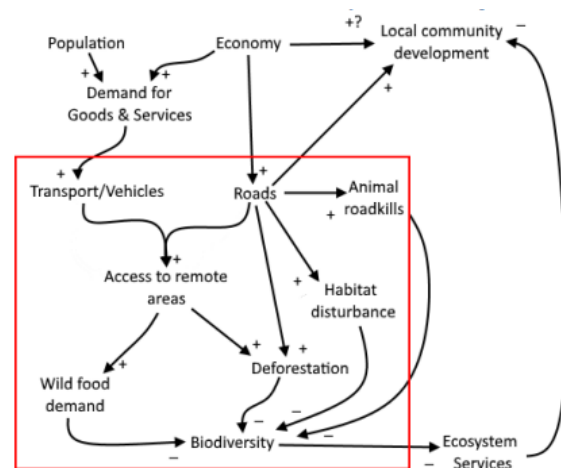 +?
Local community
development
–
Population
Economy
+
+
Demand for
Goods & Services
+
+
+
Transport/Vehicles
Roads
Animal
roadkills
+
+
Access to remote
areas
+
Habitat
disturbance
+
+
+
Deforestation
Wild food
demand
–
–
–
–
Biodiversity
–
Ecosystem
Services